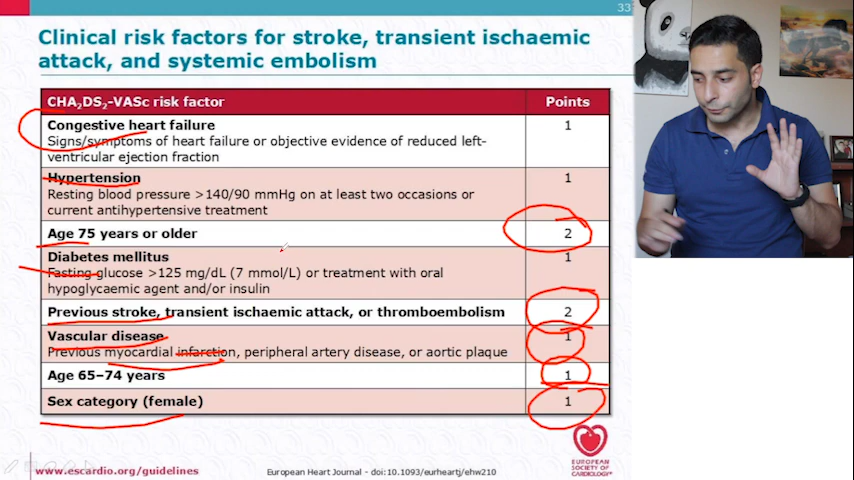 33
Clinical risk factors for stroke, transient ischaemic
attack, and systemic embolism
CHA₂DS₂–VASc risk factor Points
Congestive heart failure 1
Signs/symptoms of heart failure or objective evidence of reduced left-
ventricular ejection fraction
Hypertension 1
Resting blood pressure >140/90 mmHg on at least two occasions or
current antihypertensive treatment
Age 75 years or older 2
Diabetes mellitus 1
Fasting glucose >125 mg/dL (7 mmol/L) or treatment with oral
hypoglycaemic agent and/or insulin
Previous stroke, transient ischaemic attack, or thromboembolism 2
Vascular disease 1
Previous myocardial infarction, peripheral artery disease, or aortic plaque
Age 65–74 years 1
Sex category (female) 1
www.escardio.org/guidelines
European Heart Journal - doi:10.1093/eurheartj/ehw210
EUROPEAN
SOCIETY OF
CARDIOLOGY®